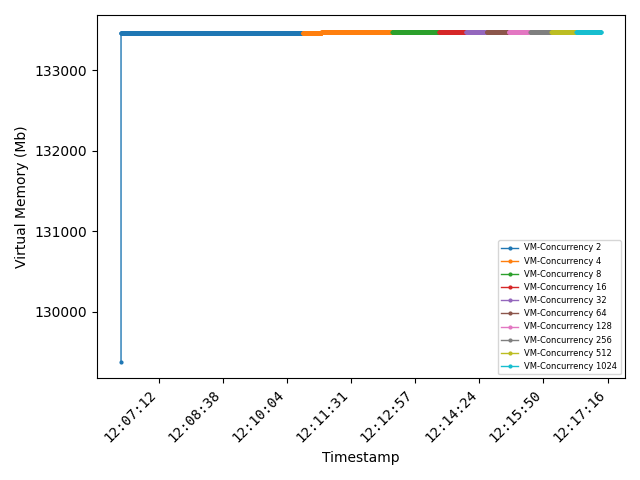 Virtual Memory (Mb)
133000
132000
131000
130000
VM-Concurrency 2
VM-Concurrency 4
VM-Concurrency 8
VM-Concurrency 16
VM-Concurrency 32
VM-Concurrency 64
VM-Concurrency 128
VM-Concurrency 256
VM-Concurrency 512
VM-Concurrency 1024
12:07:12
12:08:38
12:10:04
12:11:31
12:12:57
12:14:24
12:15:50
12:17:16
Timestamp